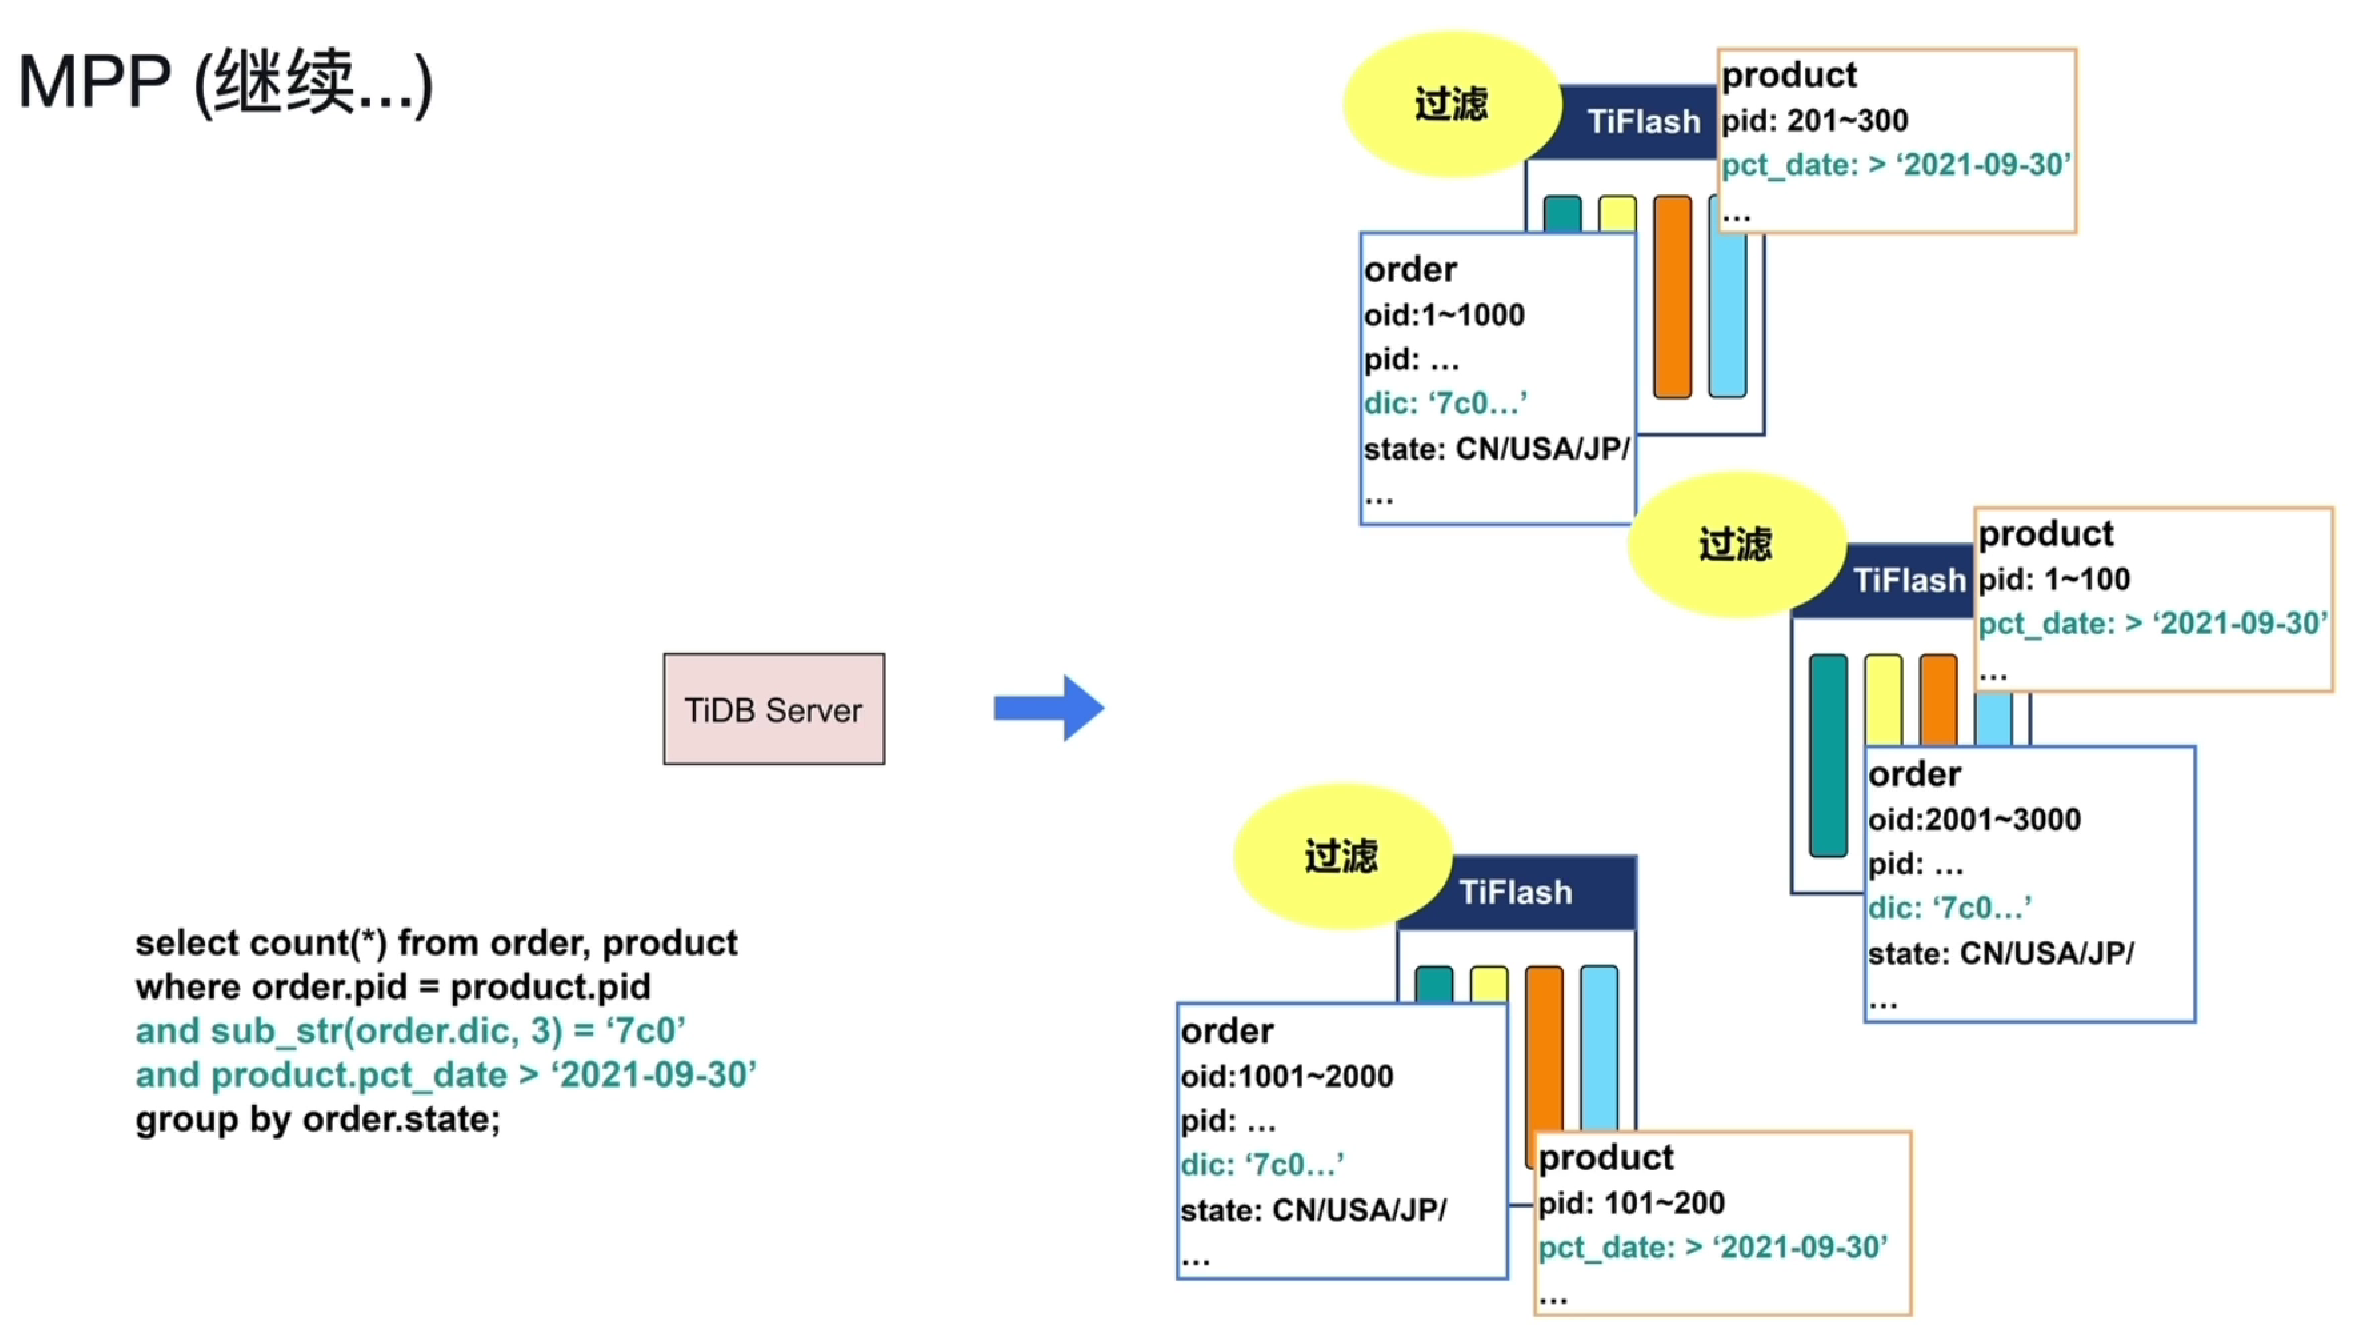 MPP (继续...)
过滤
TiFlash
product
pid: 201~300
pct_date: > ‘2021-09-30’
...
order
oid:1~1000
pid: ...
dic: ‘7c0...’
state: CN/USA/JP/
...
过滤
TiFlash
product
pid: 1~100
pct_date: > ‘2021-09-30’
...
order
oid:2001~3000
pid: ...
dic: ‘7c0...’
state: CN/USA/JP/
...
TiDB Server
过滤
TiFlash
order
oid:1001~2000
pid: ...
dic: ‘7c0...’
state: CN/USA/JP/
...
product
pid: 101~200
pct_date: > ‘2021-09-30’
...
select count(*) from order, product
where order.pid = product.pid
and sub_str(order.dic, 3) = ‘7c0’
and product.pct_date > ‘2021-09-30’
group by order.state;